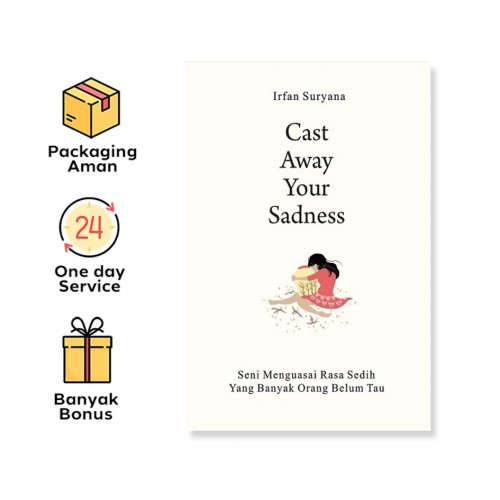 Packaging
Aman
24
One day
Service
Banyak
Bonus
Irfan Suryana
Cast
Away
Your
Sadness
Seni Menguasai Rasa Sedih
Yang Banyak Orang Belum Tau